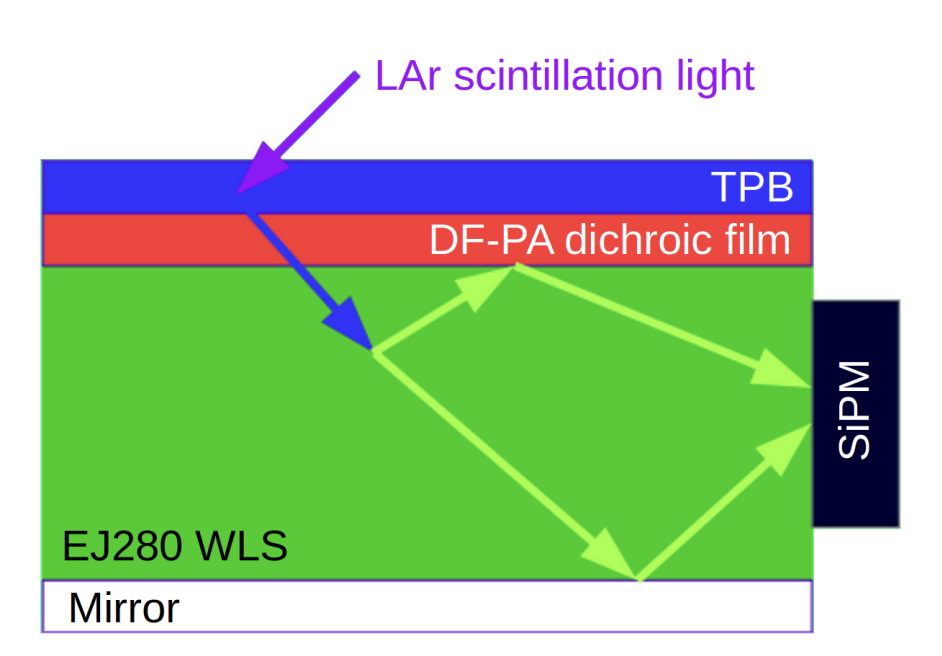 LAr scintillation light
TPB
DF-PA dichroic film
SiPM
EJ280 WLS
Mirror